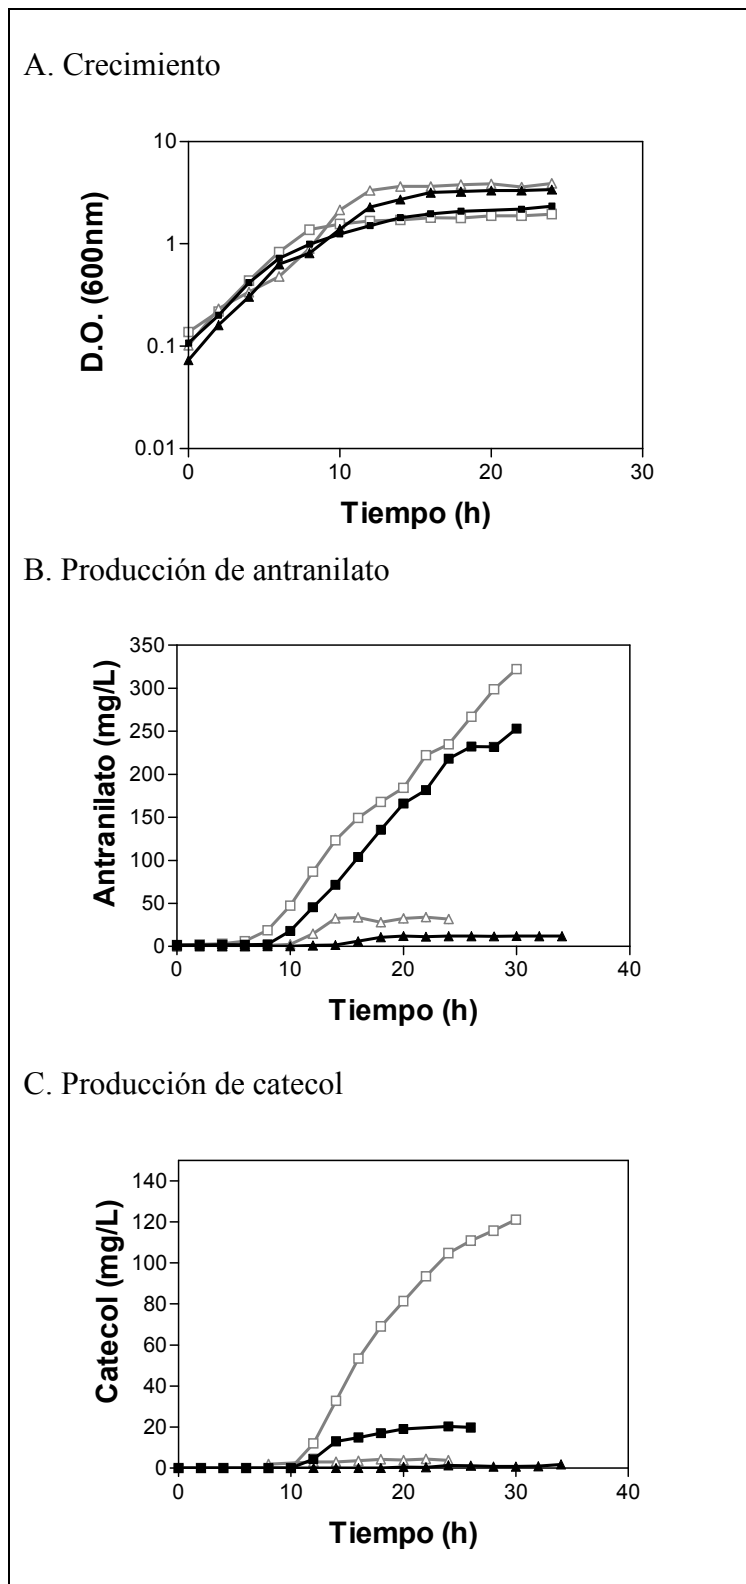 A. Crecimiento
10
1
0.1
0.01
D.O. (600nm)
0 10 20 30
Tiempo (h)
B. Producción de antranilato
350
300
250
200
150
100
50
0
Antranilato (mg/L)
0 10 20 30 40
Tiempo (h)
C. Producción de catecol
140
120
100
80
60
40
20
0
Catecol (mg/L)
0 10 20 30 40
Tiempo (h)